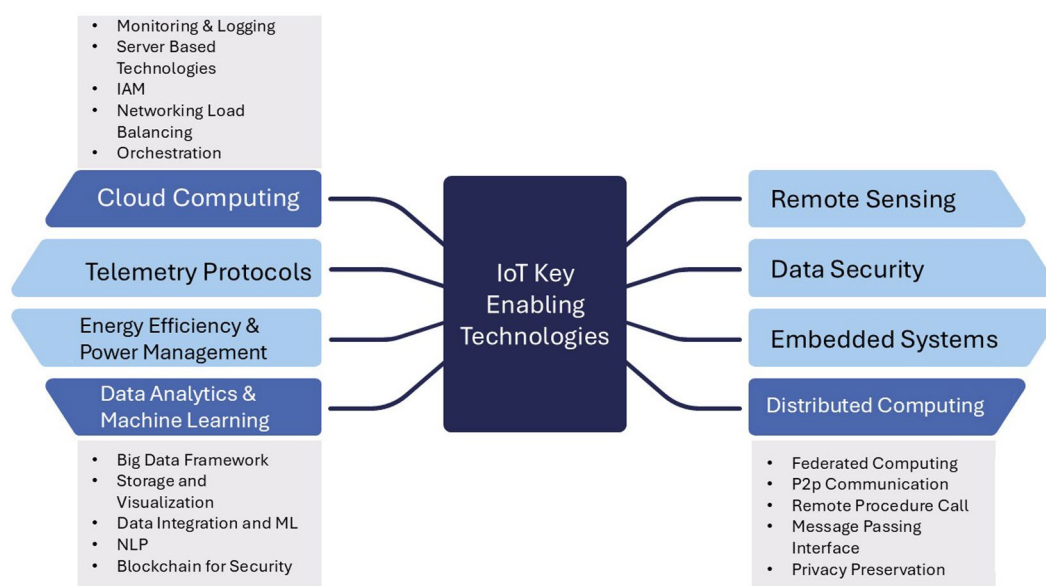 • Monitoring & Logging
• Server Based
Technologies
• IAM
• Networking Load
Balancing
• Orchestration
Cloud Computing
Telemetry Protocols
Energy Efficiency &
Power Management
Data Analytics &
Machine Learning
• Big Data Framework
• Storage and
Visualization
• Data Integration and ML
• NLP
• Blockchain for Security
IoT Key
Enabling
Technologies
Remote Sensing
Data Security
Embedded Systems
Distributed Computing
• Federated Computing
• P2p Communication
• Remote Procedure Call
• Message Passing
Interface
• Privacy Preservation